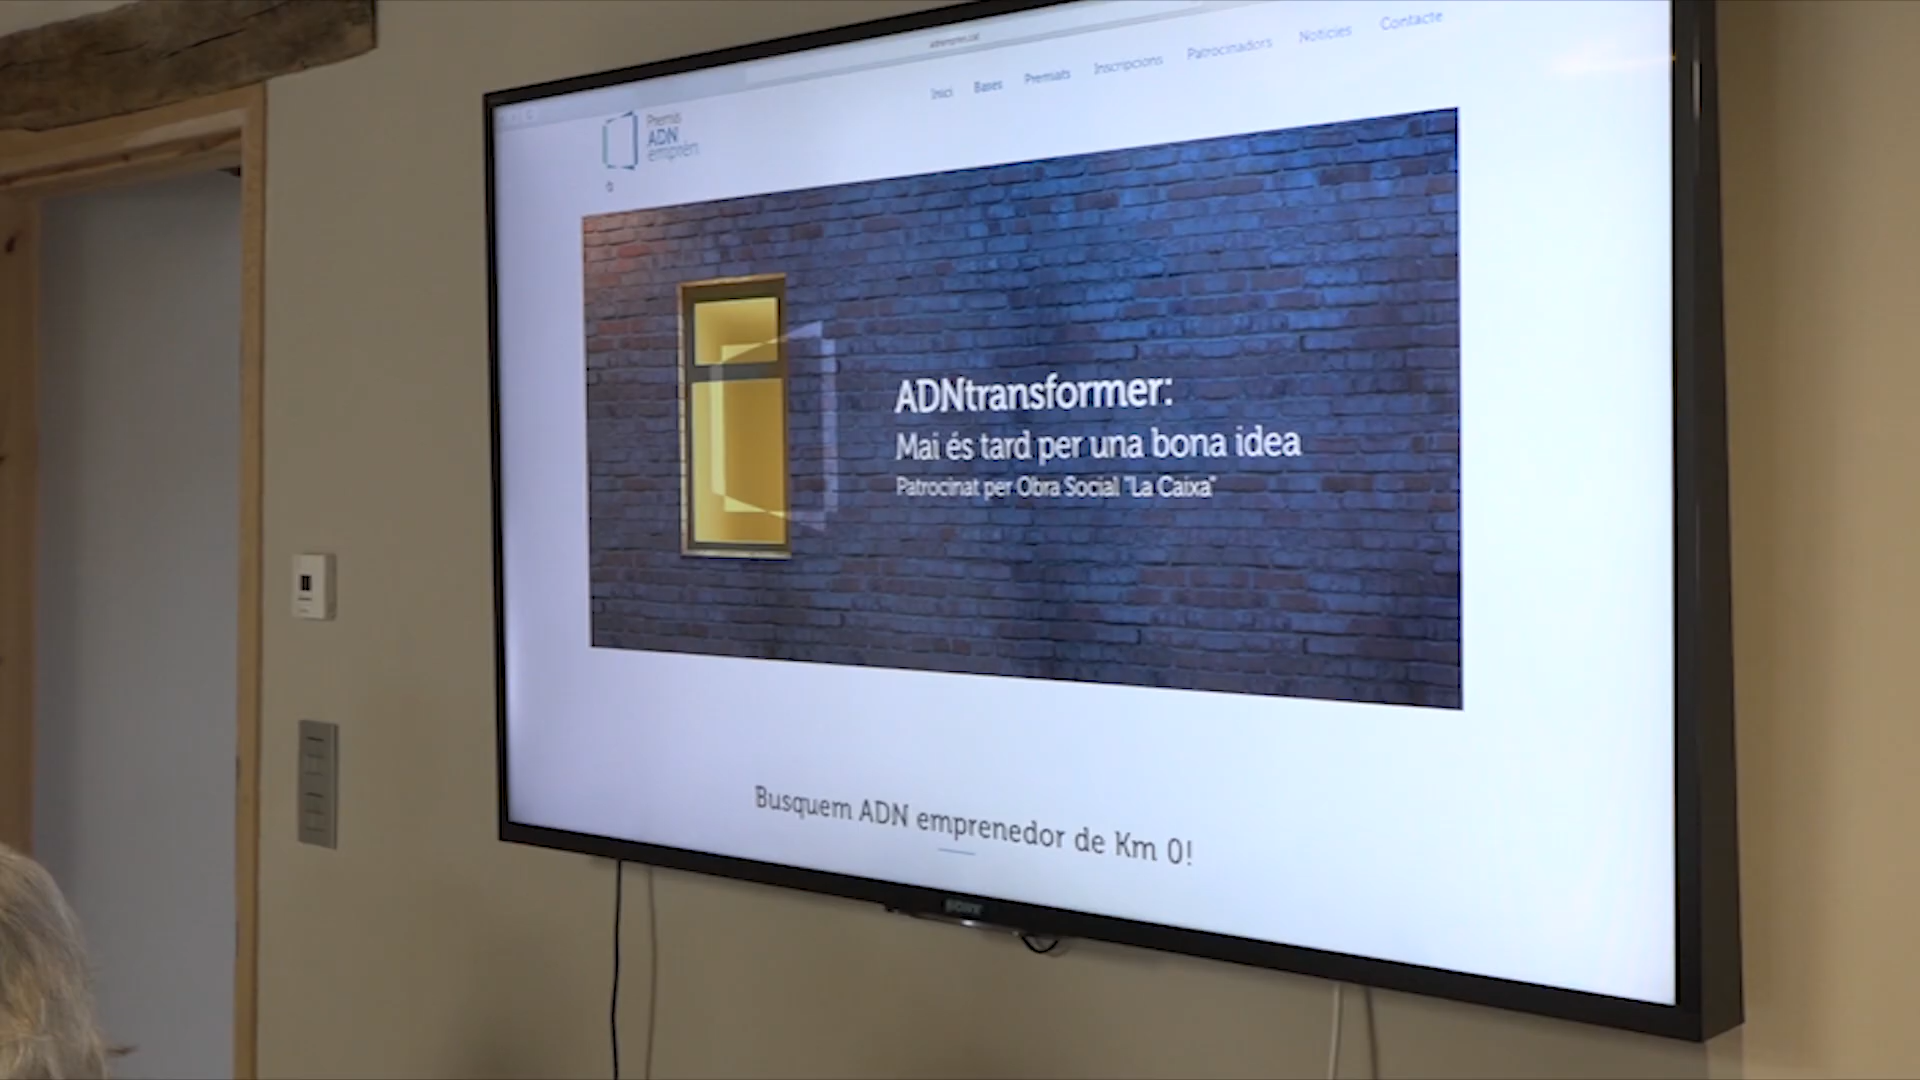 Inici Bases Premiats Inscripcions Patrocinadors Notícies Contacte
Premis
ADN
emprèn
ADNtransformer:
Mai és tard per una bona idea
Patrocinat per Obra Social "La Caixa"
Busquem ADN emprenedor de Km 0!
SONY